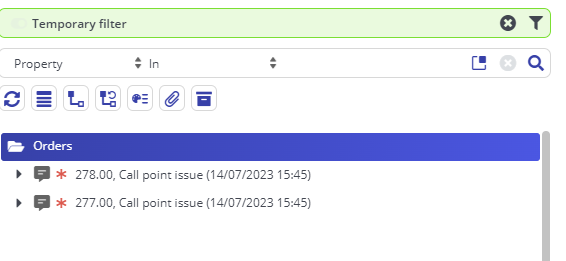 Temporary filter
Property In
Orders
278.00, Call point issue (14/07/2023 15:45)
277.00, Call point issue (14/07/2023 15:45)